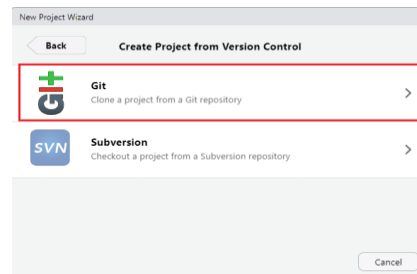 New Project Wizard
Back
Create Project from Version Control
Git
Clone a project from a Git repository
SVN
Subversion
Checkout a project from a Subversion repository
Cancel